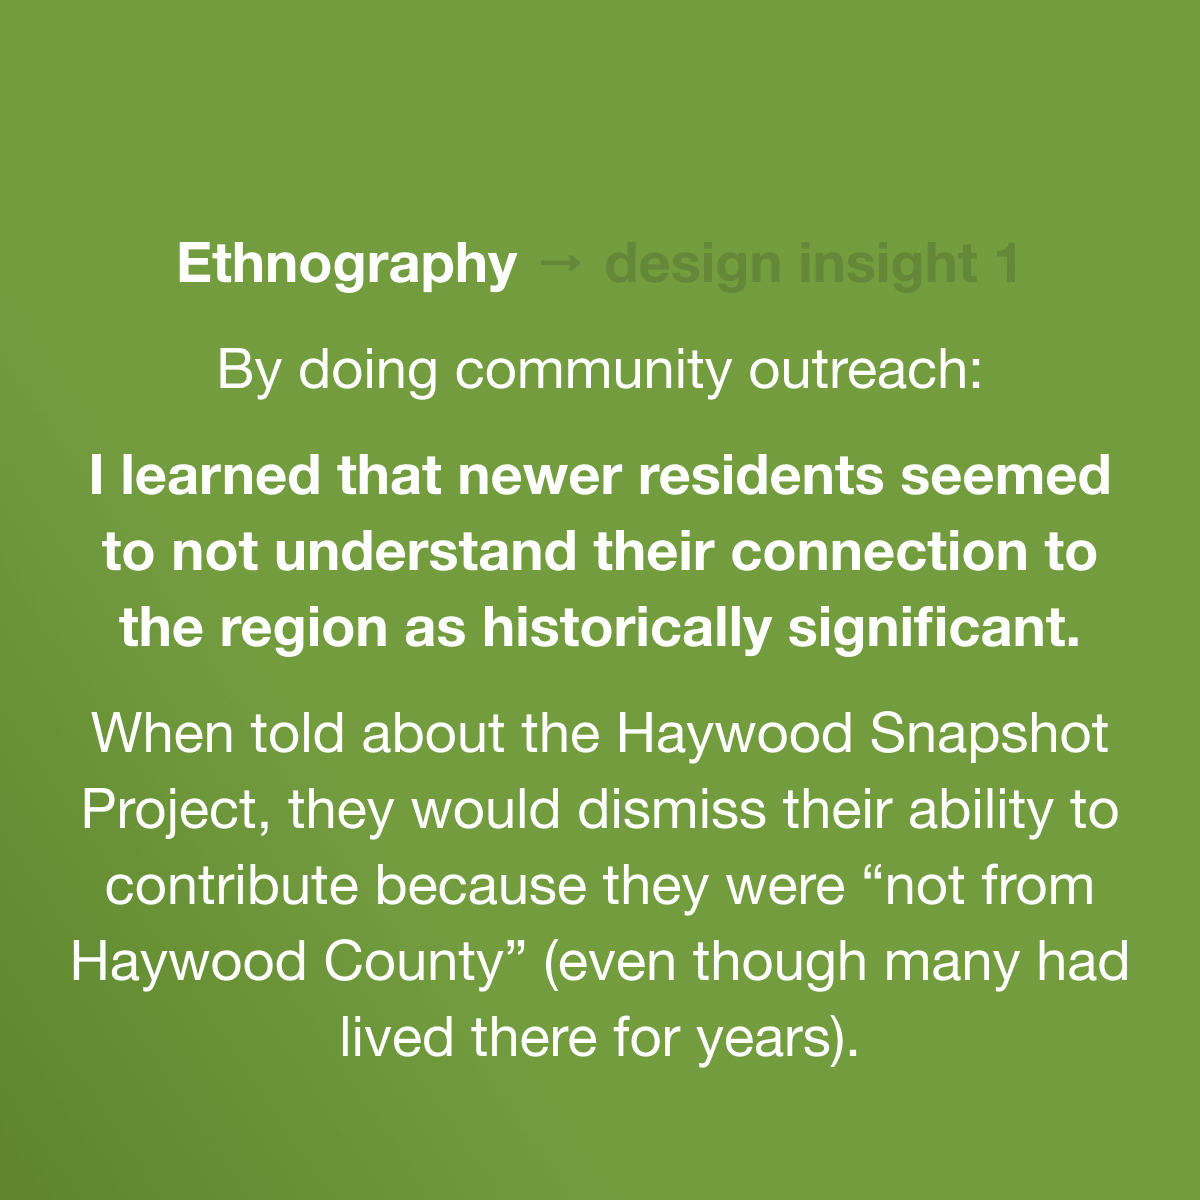 Ethnography → design insight 1
By doing community outreach:
I learned that newer residents seemed
to not understand their connection to
the region as historically significant.
When told about the Haywood Snapshot
Project, they would dismiss their ability to
contribute because they were “not from
Haywood County” (even though many had
lived there for years).